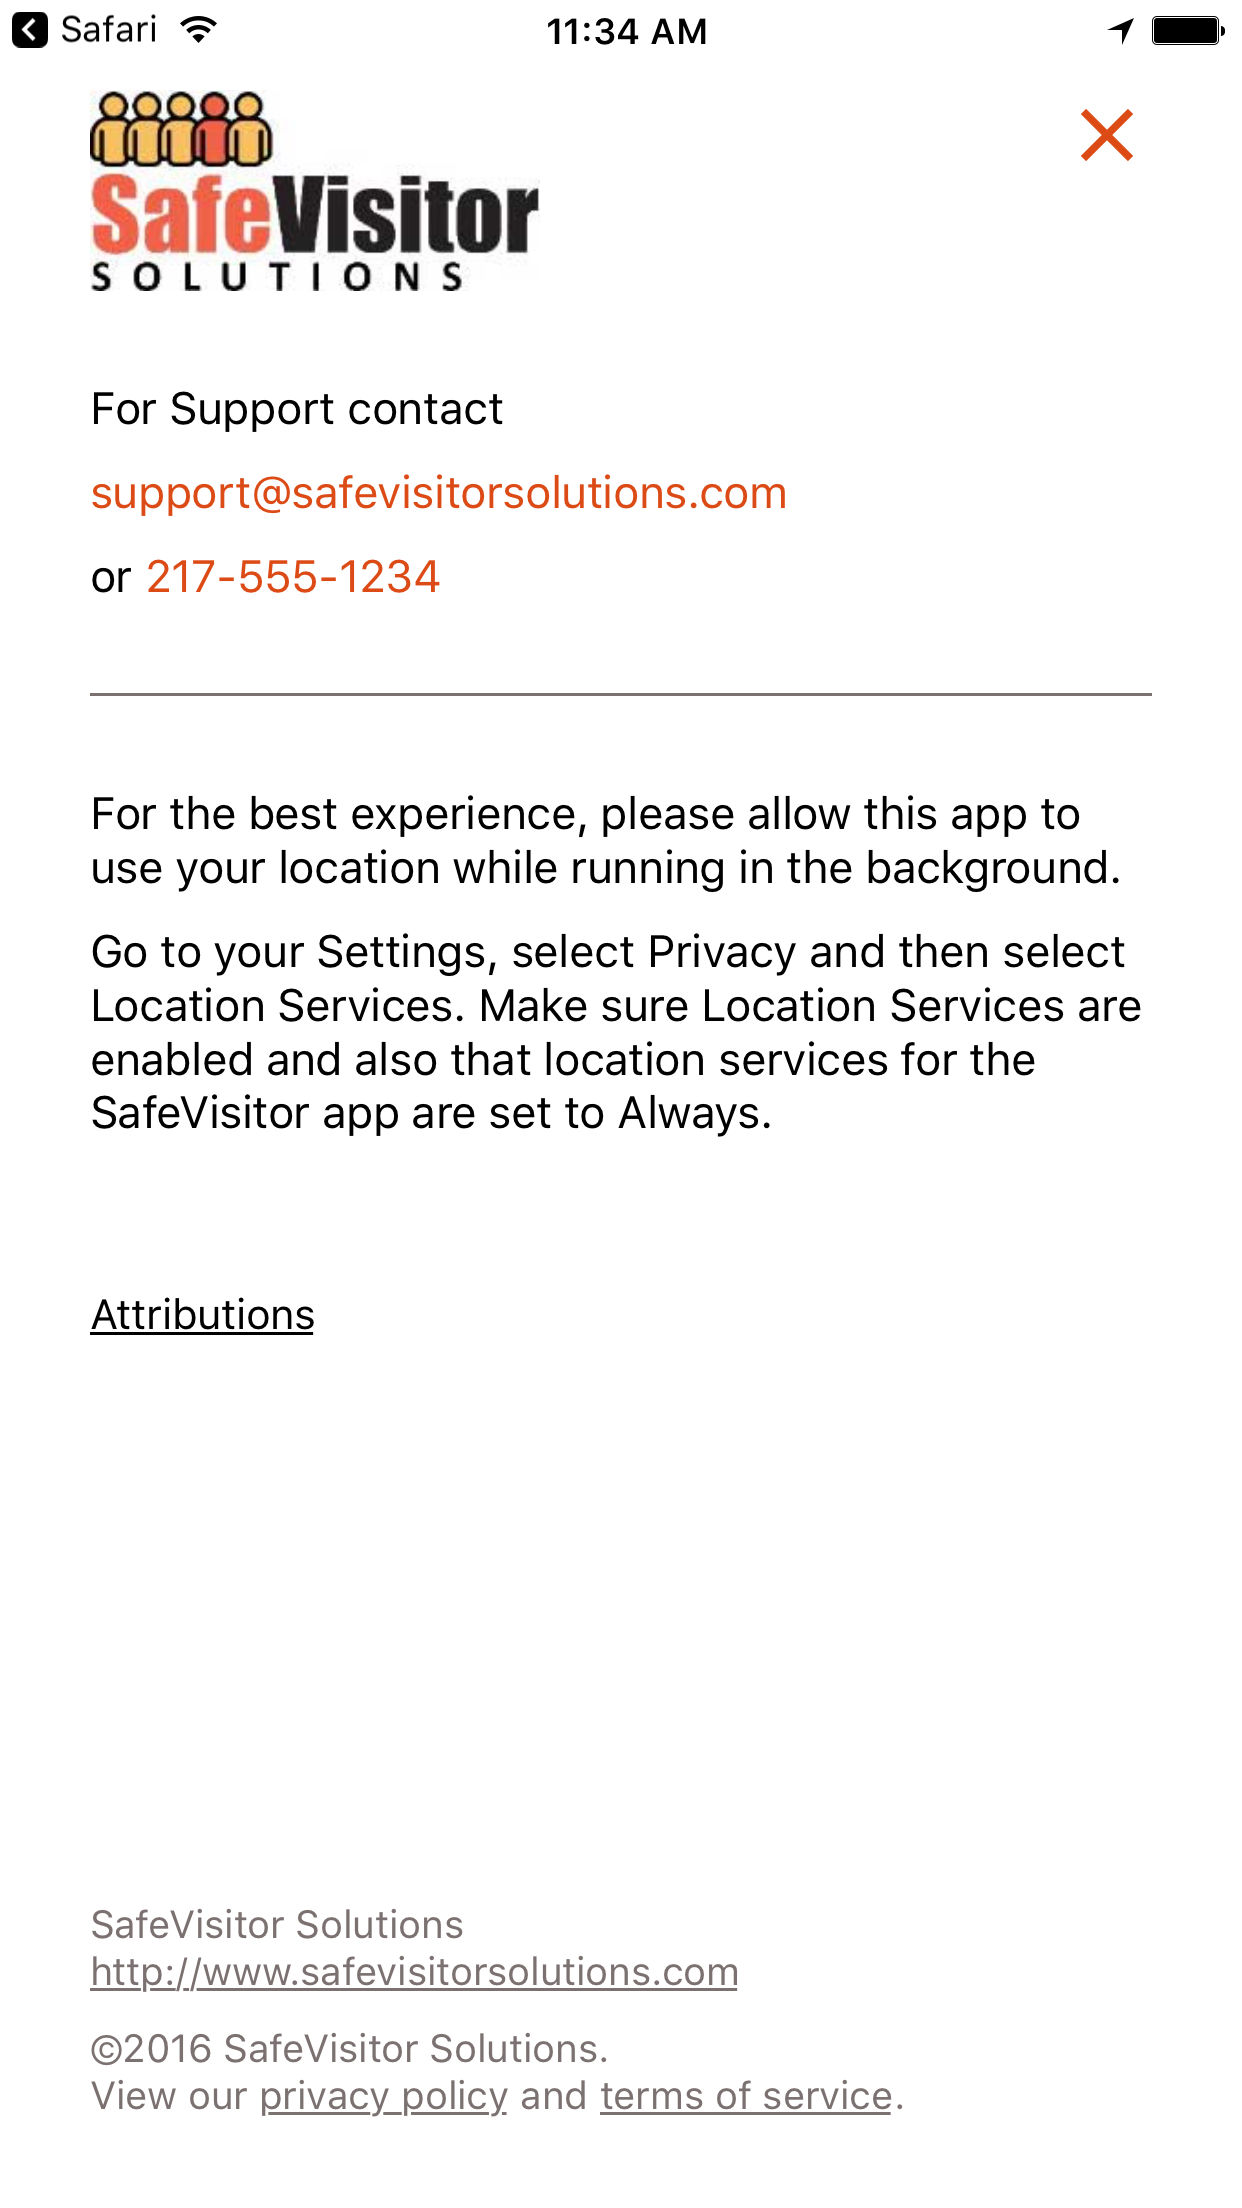 Safari
11:34 AM
SafeVisitor
SOLUTIONS
For Support contact
support@safevisitorsolutions.com
or 217-555-1234
For the best experience, please allow this app to
use your location while running in the background.
Go to your Settings, select Privacy and then select
Location Services. Make sure Location Services are
enabled and also that location services for the
SafeVisitor app are set to Always.
Attributions
SafeVisitor Solutions
http://www.safevisitorsolutions.com
©2016 SafeVisitor Solutions.
View our privacy policy and terms of service.